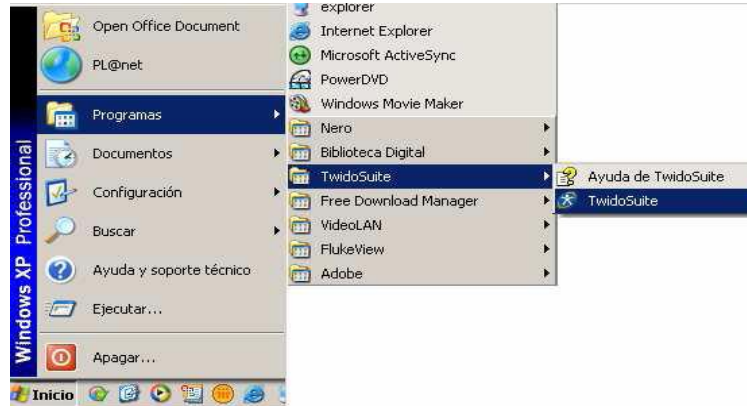 Open Office Document
PL@net
Programas
Documentos
Configuración
Buscar
Ayuda y soporte técnico
Ejecutar...
Apagar...
Windows XP Professional
Inicio
explorer
Internet Explorer
Microsoft ActiveSync
PowerDVD
Windows Movie Maker
Nero
Biblioteca Digital
TwidoSuite
Free Download Manager
VideoLAN
FlukeView
Adobe
Ayuda de TwidoSuite
TwidoSuite